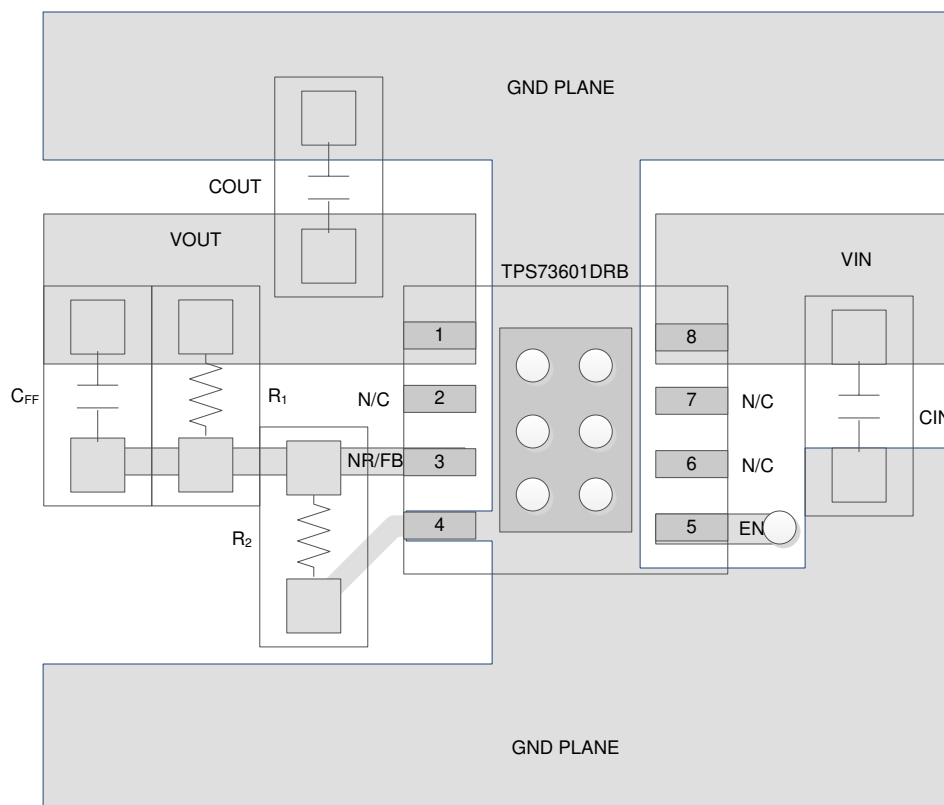 GND PLANE
COUT
VOUT
TPS73601DRB
VIN
1
8
CFF
R1
N/C
2
7
N/C
CIN
NR/FB
3
6
N/C
4
5
EN
R2
GND PLANE